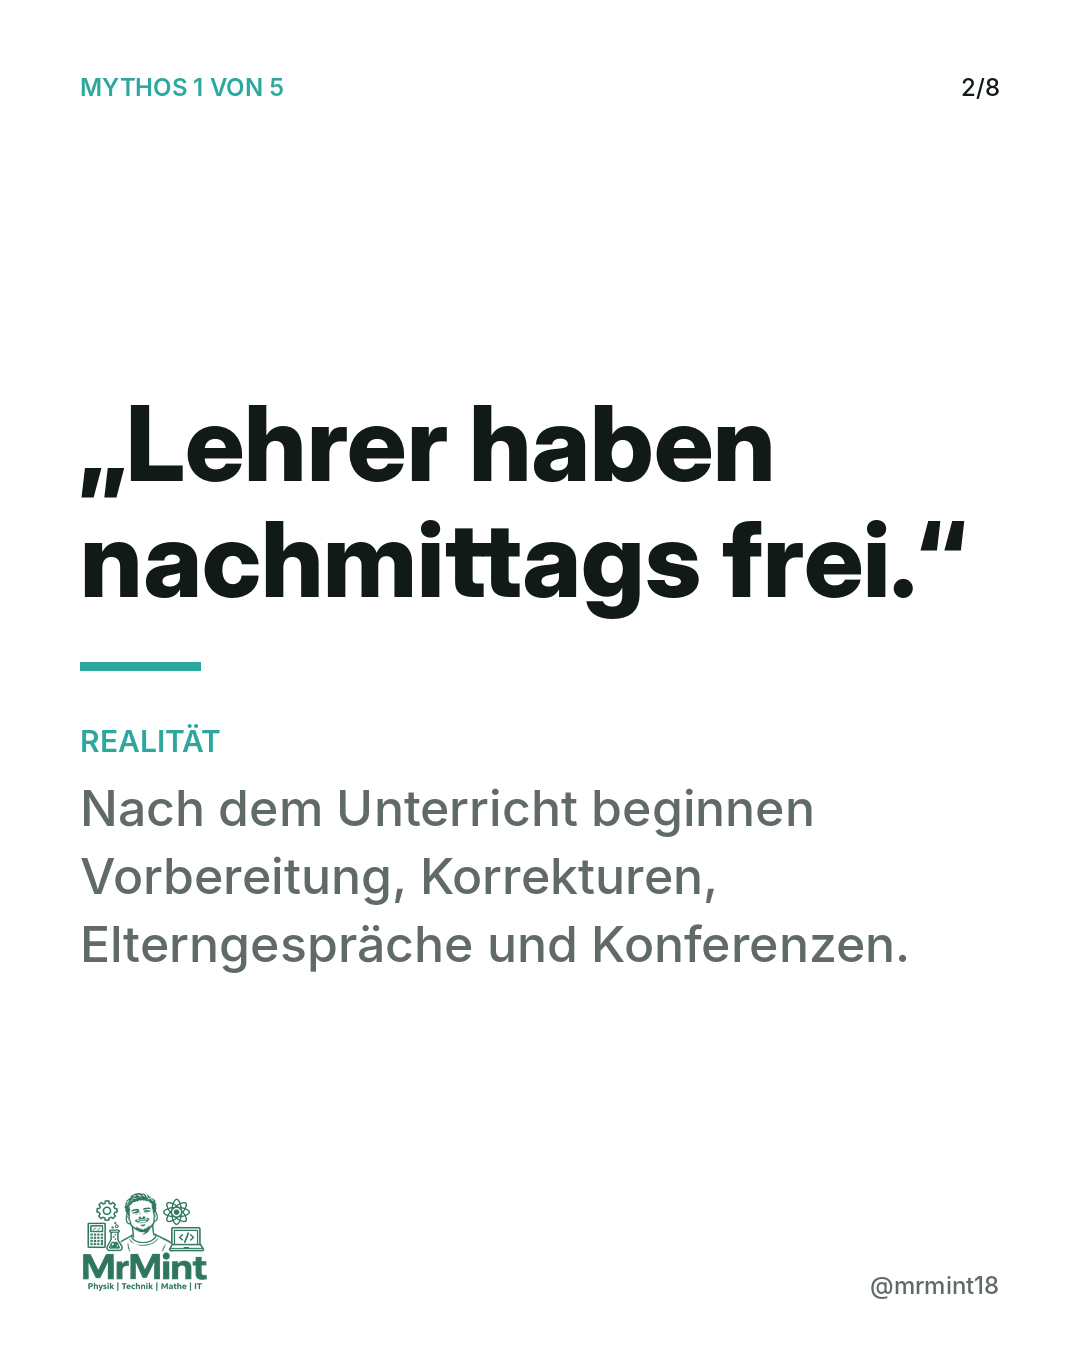 MYTHOS 1 VON 5
2/8
„Lehrer haben
nachmittags frei.“
REALITÄT
Nach dem Unterricht beginnen
Vorbereitung, Korrekturen,
Elterngespräche und Konferenzen.
</>
MrMint
Physik | Technik | Mathe | IT
@mrmint18